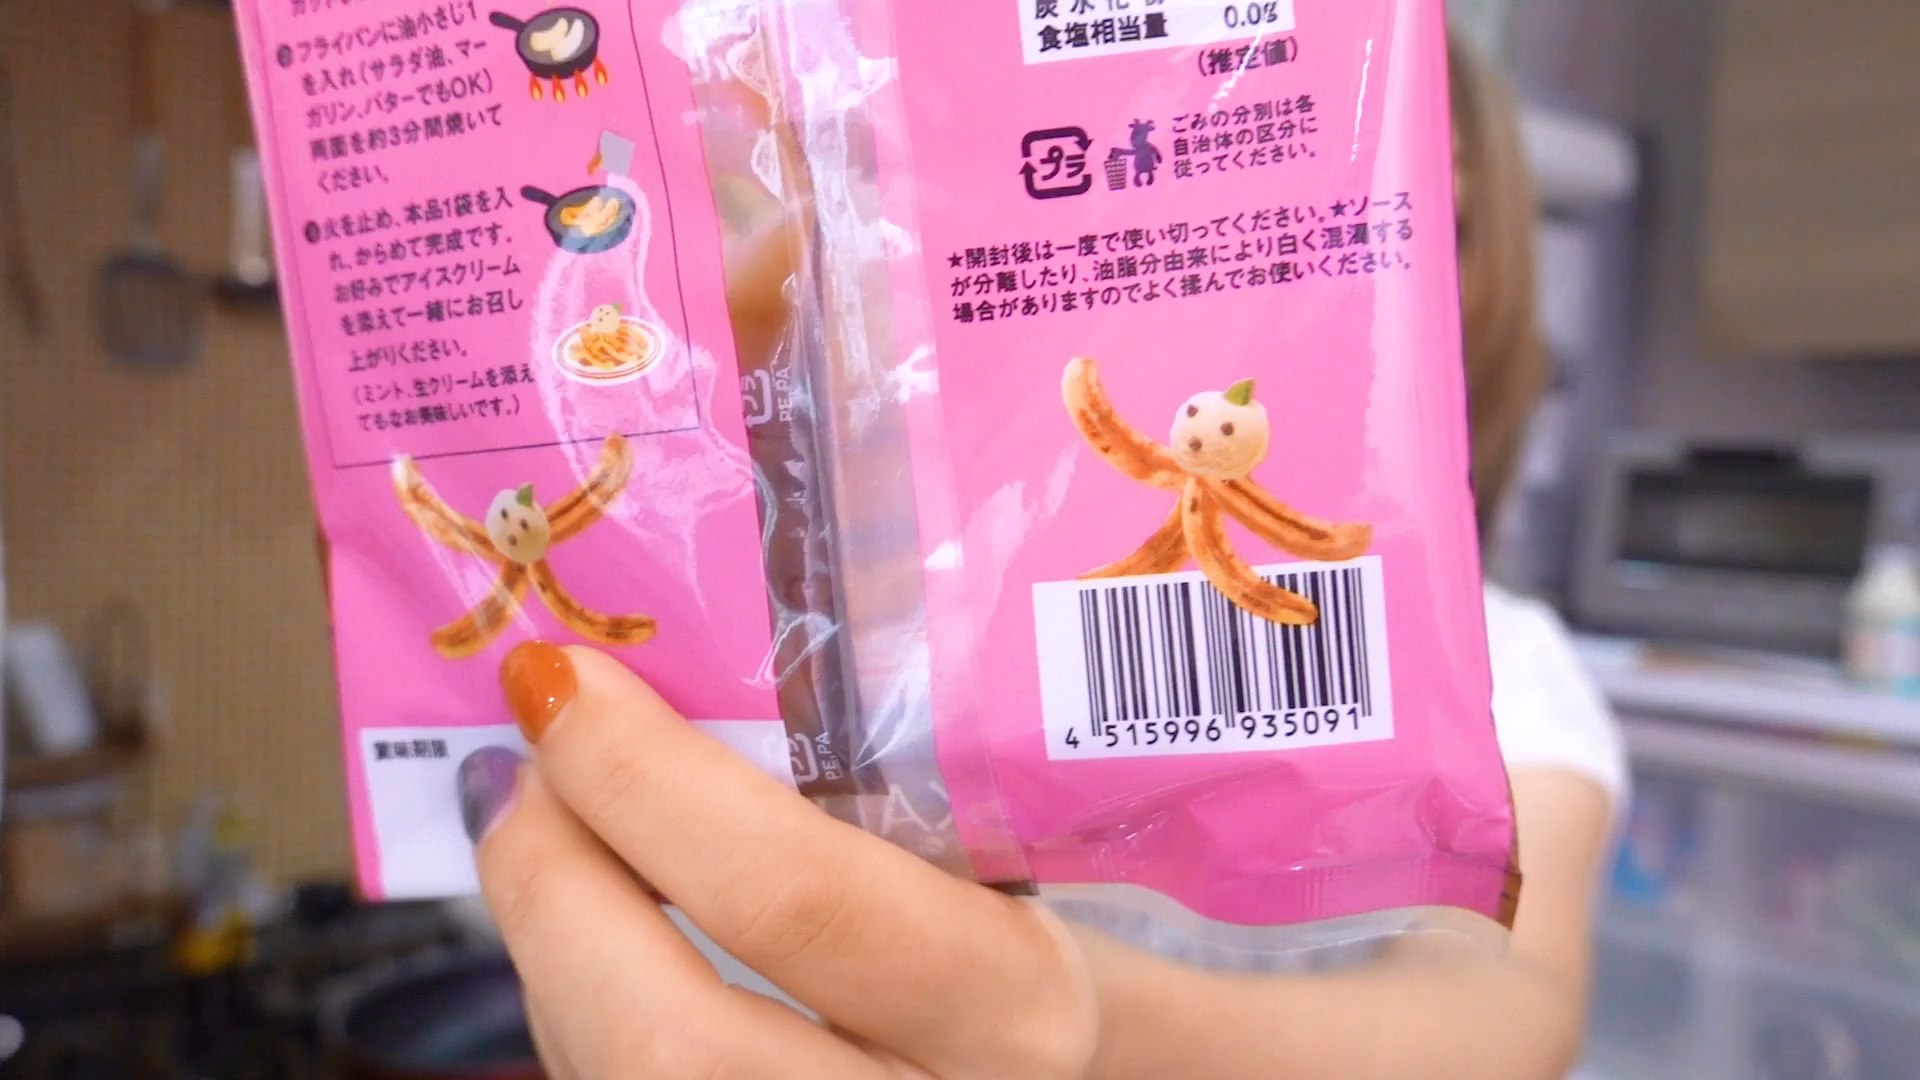 フライパンに油小さじ1
を入れ(サラダ油、マー
ガリン、バターでもOK)
両面を約3分間焼いて
ください。
火を止め、本品1袋を入
れ、からめて完成です。
お好みでアイスクリーム
を添えて一緒にお召し
上がりください。
(ミント、生クリームを添え
てもなお美味しいです。)
賞味期限
プラ
PE,PA
プラ
PE,PA
炭水化物
食塩相当量 0.0g
(推定値)
プラ
ごみの分別は各
自治体の区分に
従ってください。
★開封後は一度で使い切ってください。★ソース
が分離したり、油脂分由来により白く混濁する
場合がありますのでよく揉んでお使いください。
4 515996 935091